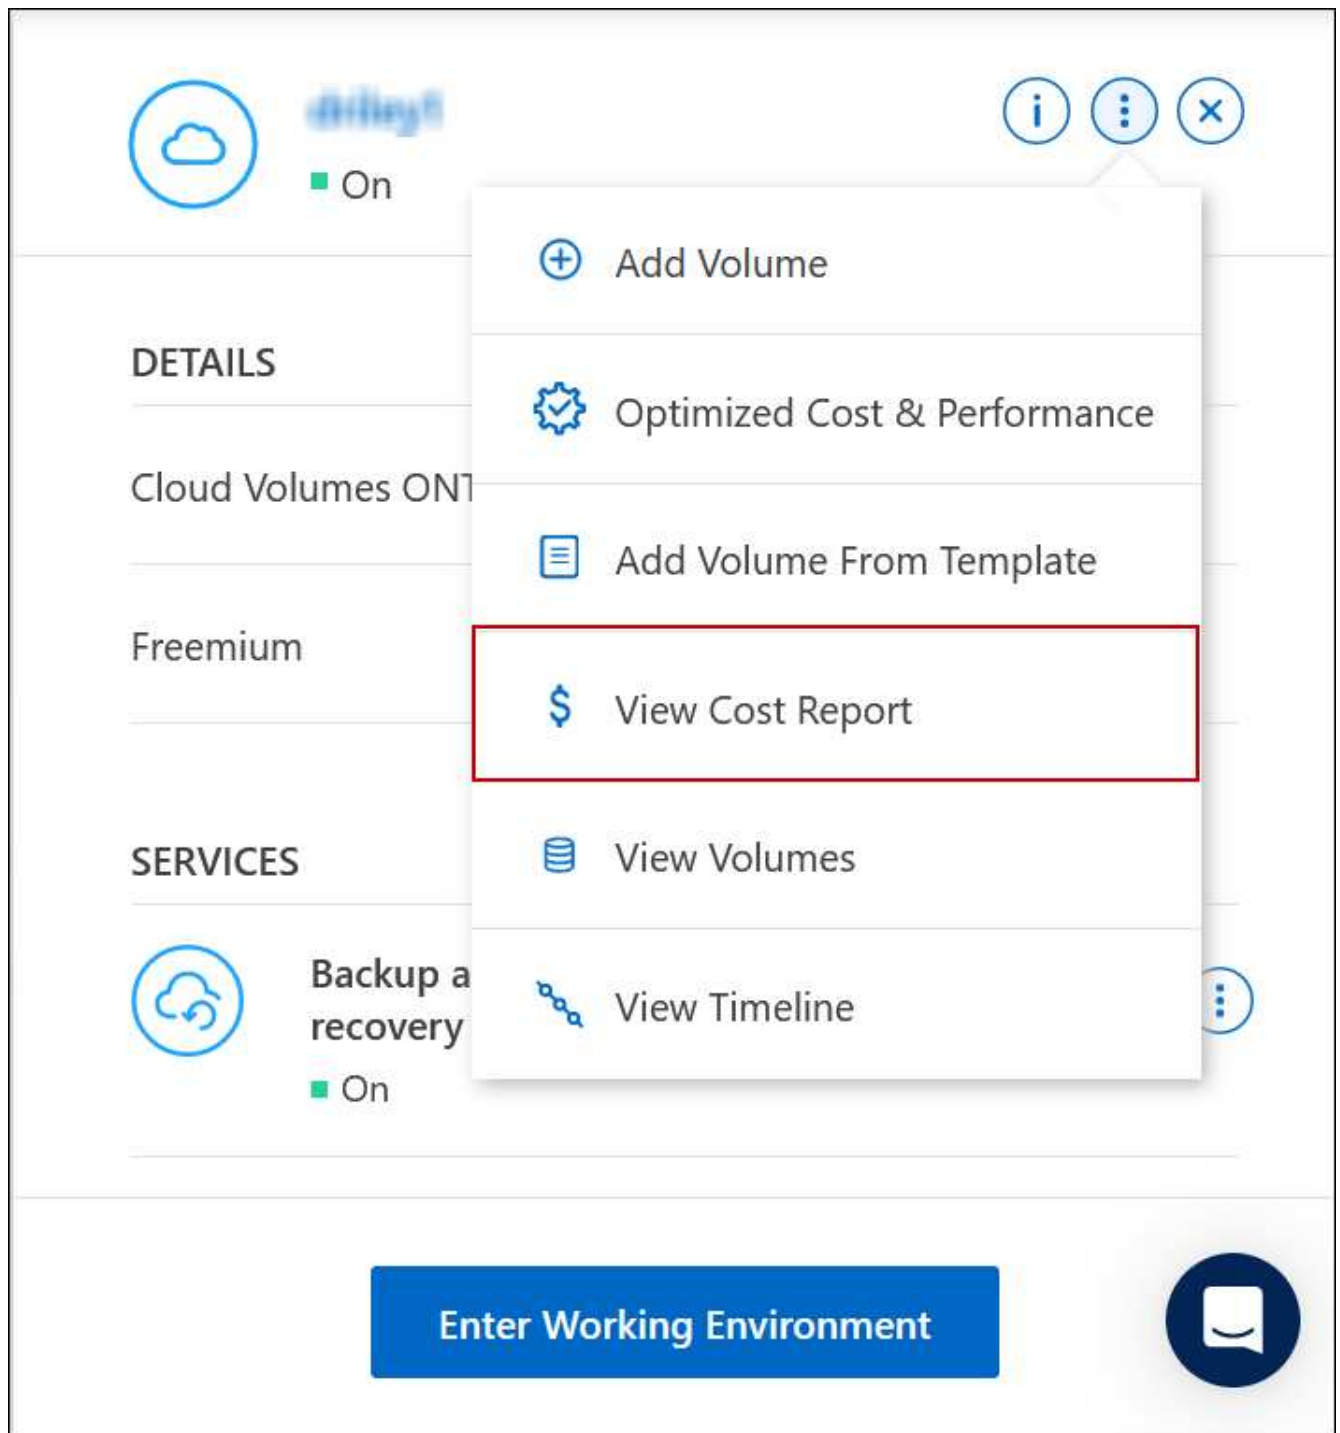 On
Add Volume
DETAILS
Optimized Cost & Performance
Cloud Volumes ONT
Add Volume From Template
Freemium
$ View Cost Report
View Volumes
SERVICES
Backup a
recovery
On
View Timeline
Enter Working Environment